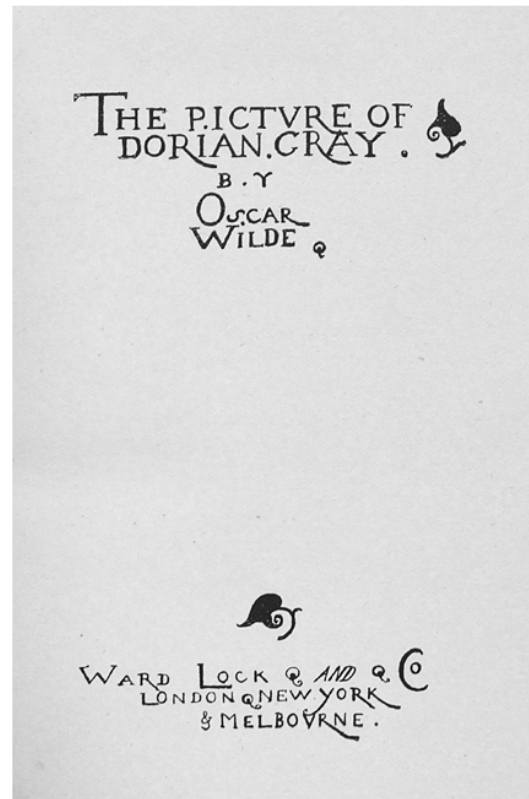 THE PICTVRE OF
DORIAN.GRAY.
B.Y
OSCAR
WILDE
WARD LOCK AND Co
LONDON NEW YORK
& MELBOVRNE.